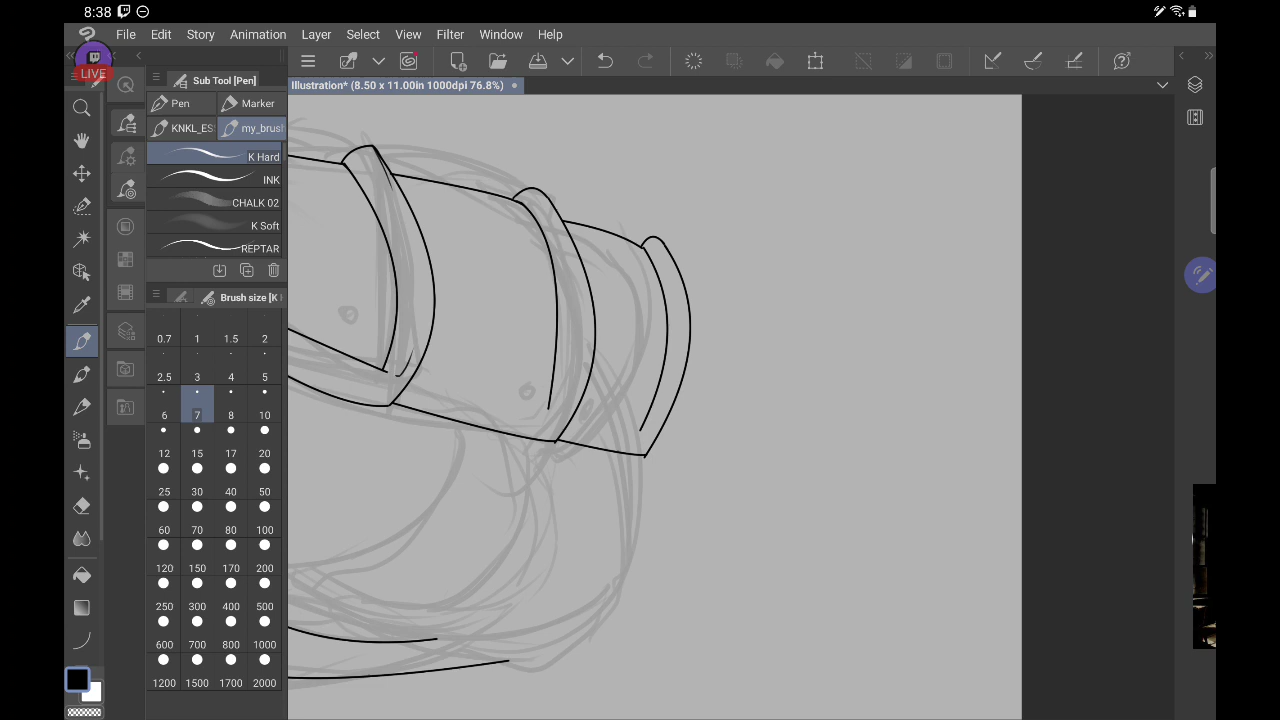 8:38
File Edit Story Animation Layer Select View Filter Window Help
LIVE
Sub Tool [Pen]
Illustration* (8.50 x 11.00in 1000dpi 76.8%)
Pen Marker
KNKL_ES my_brush
K Hard
INK
CHALK 02
K Soft
REPTAR
Brush size [K
0.7 1 1.5 2
2.5 3 4 5
6 7 8 10
12 15 17 20
25 30 40 50
60 70 80 100
120 150 170 200
250 300 400 500
600 700 800 1000
1200 1500 1700 2000